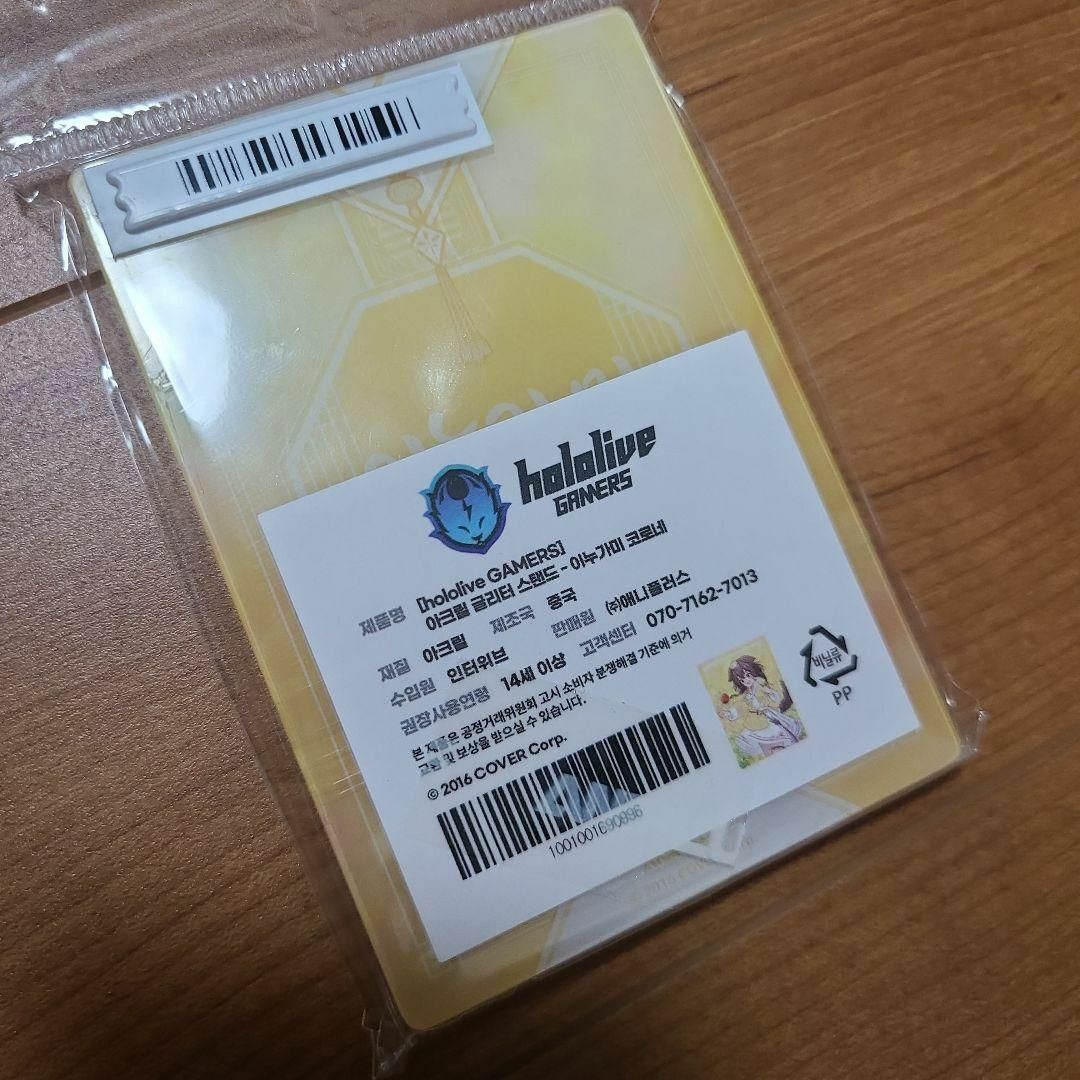 hololive
GAMERS
제품명 [hololive GAMERS]
아크릴 글리터 스탠드 - 이누가미 코로네
재질 아크릴 제조국 중국
수입원 인터위브 판매원 ㈜애니플러스
권장사용연령 14세 이상 고객센터 070-7162-7013
본 제품은 공정거래위원회 고시 소비자 분쟁해결 기준에 의거
교환 및 보상을 받으실 수 있습니다.
© 2016 COVER Corp.
1001001690996
비닐류
PP
© 2016 COVER